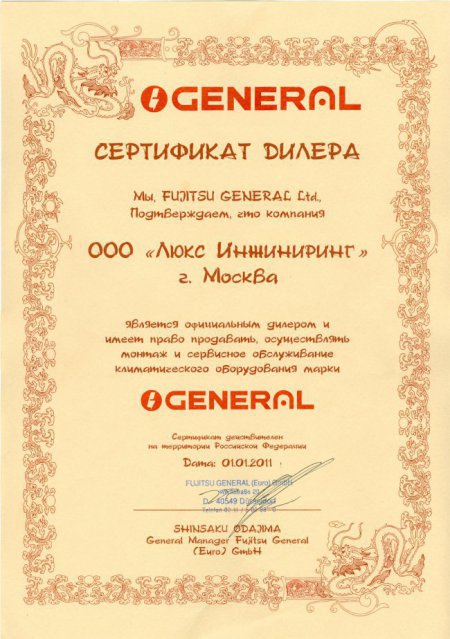 GENERAL
СЕРТИФИКАТ ДИЛЕРА
Мы, FUJITSU GENERAL Ltd.,
Подтверждаем, что компания
ООО «Люкс Инжиниринг»
г. Москва
является официальным дилером и
имеет право продавать, осуществлять
монтаж и сервисное обслуживание
климатического оборудования марки
GENERAL
Сертификат действителен
на территории Российской Федерации
Дата: 01.01.2011
FUJITSU GENERAL (Euro) GmbH
20
D - 40549 Düsseldorf
Telefon
SHINSAKU ODAJIMA
General Manager Fujitsu General
(Euro) GmbH